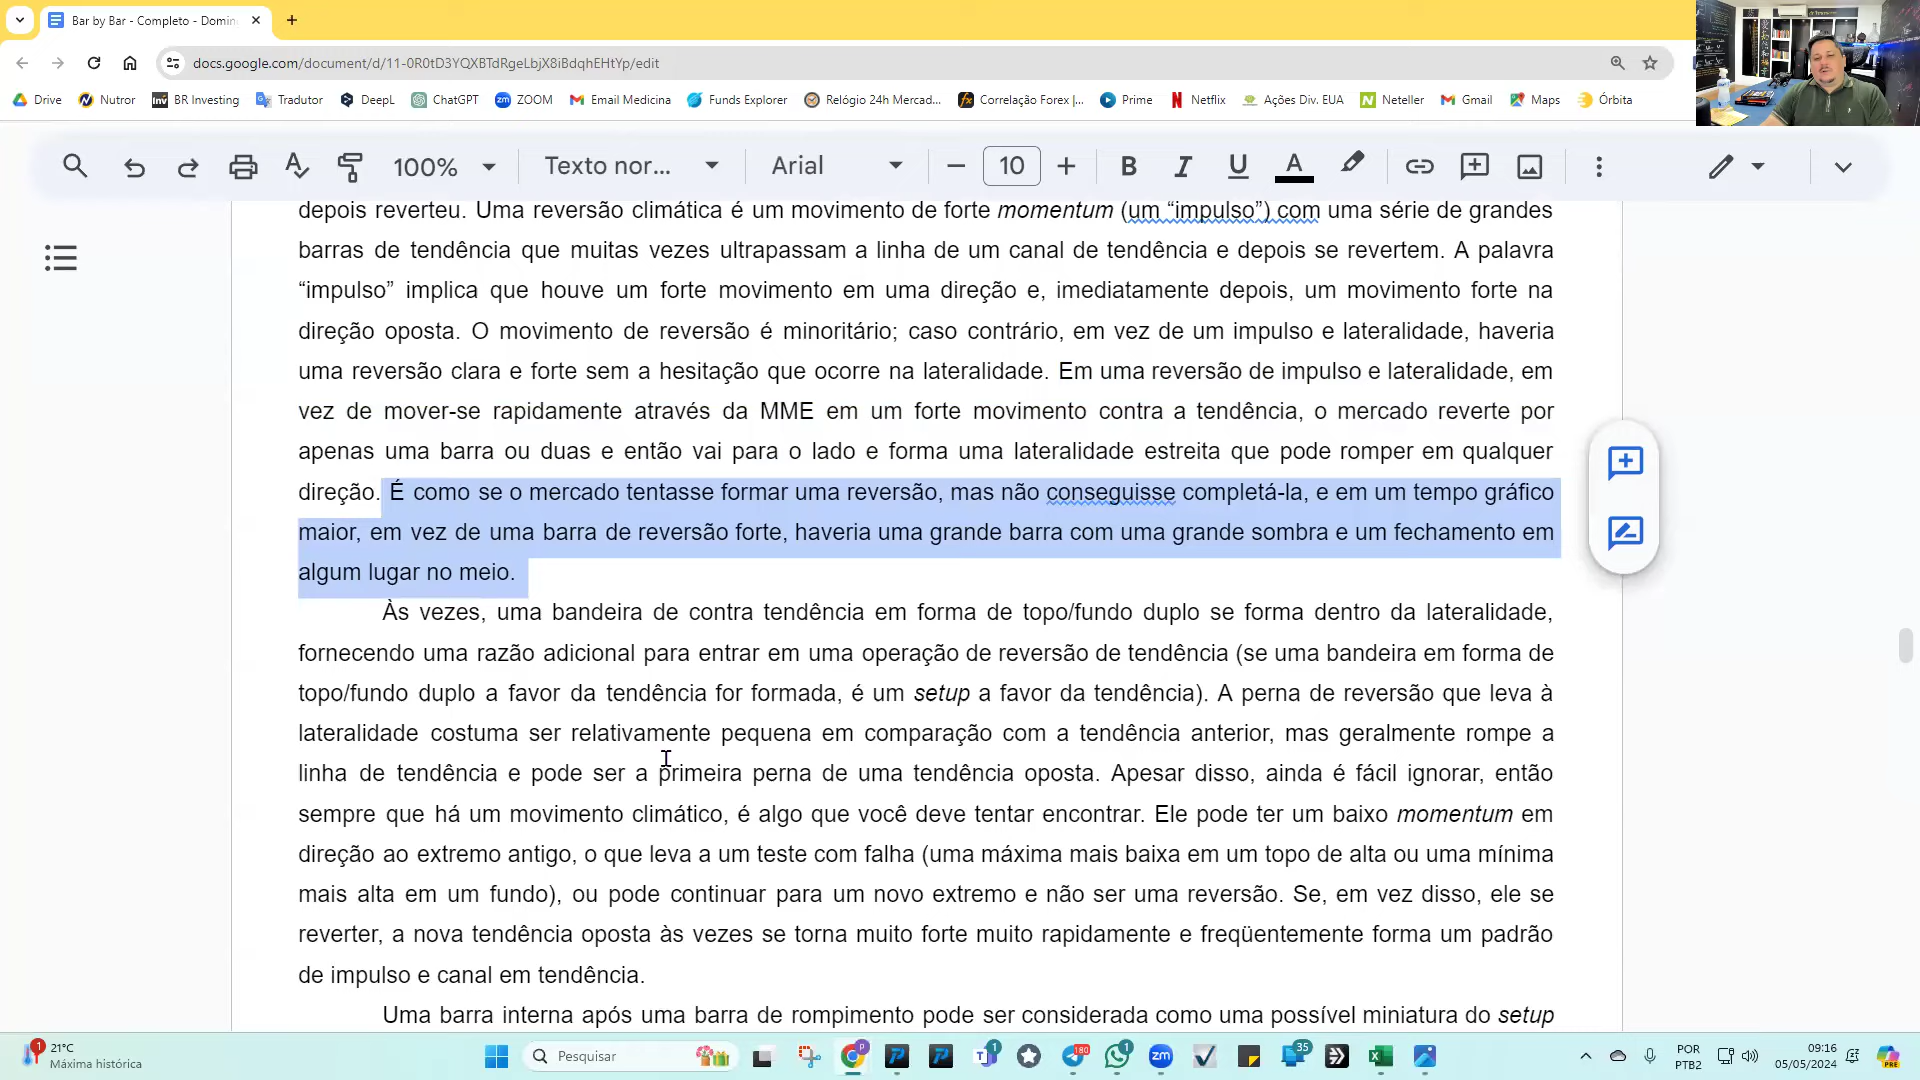 Bar by Bar - Completo - Domin
docs.google.com/document/d/11-0R0tD3YQXBTdRgeLbjX8iBdqhEHtYp/edit
Drive Nutror BR Investing Tradutor DeepL ChatGPT ZOOM Email Medicina Funds Explorer Relógio 24h Mercad... Correlação Forex |... Prime Netflix Ações Div. EUA Neteller Gmail Maps Órbita
100% Texto nor... Arial 10 B I U A
depois reverteu. Uma reversão climática é um movimento de forte momentum (um “impulso”) com uma série de grandes
barras de tendência que muitas vezes ultrapassam a linha de um canal de tendência e depois se revertem. A palavra
“impulso” implica que houve um forte movimento em uma direção e, imediatamente depois, um movimento forte na
direção oposta. O movimento de reversão é minoritário; caso contrário, em vez de um impulso e lateralidade, haveria
uma reversão clara e forte sem a hesitação que ocorre na lateralidade. Em uma reversão de impulso e lateralidade, em
vez de mover-se rapidamente através da MME em um forte movimento contra a tendência, o mercado reverte por
apenas uma barra ou duas e então vai para o lado e forma uma lateralidade estreita que pode romper em qualquer
direção. É como se o mercado tentasse formar uma reversão, mas não conseguisse completá-la, e em um tempo gráfico
maior, em vez de uma barra de reversão forte, haveria uma grande barra com uma grande sombra e um fechamento em
algum lugar no meio.
Às vezes, uma bandeira de contra tendência em forma de topo/fundo duplo se forma dentro da lateralidade,
fornecendo uma razão adicional para entrar em uma operação de reversão de tendência (se uma bandeira em forma de
topo/fundo duplo a favor da tendência for formada, é um setup a favor da tendência). A perna de reversão que leva à
lateralidade costuma ser relativamente pequena em comparação com a tendência anterior, mas geralmente rompe a
linha de tendência e pode ser a primeira perna de uma tendência oposta. Apesar disso, ainda é fácil ignorar, então
sempre que há um movimento climático, é algo que você deve tentar encontrar. Ele pode ter um baixo momentum em
direção ao extremo antigo, o que leva a um teste com falha (uma máxima mais baixa em um topo de alta ou uma mínima
mais alta em um fundo), ou pode continuar para um novo extremo e não ser uma reversão. Se, em vez disso, ele se
reverter, a nova tendência oposta às vezes se torna muito forte muito rapidamente e freqüentemente forma um padrão
de impulso e canal em tendência.
Uma barra interna após uma barra de rompimento pode ser considerada como uma possível miniatura do setup
1 21°C
Máxima histórica
Pesquisar
1 180 1 zm 35
POR
PTB2
09:16
05/05/2024
PRE